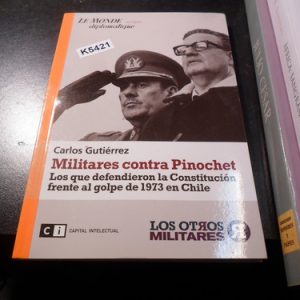 LE MONDE
diplomatique
K5421
Carlos Gutiérrez
Militares contra Pinochet
Los que defendieron la Constitución
frente al golpe de 1973 en Chile
c i CAPITAL INTELECTUAL
LOS OTROS
MILITARES